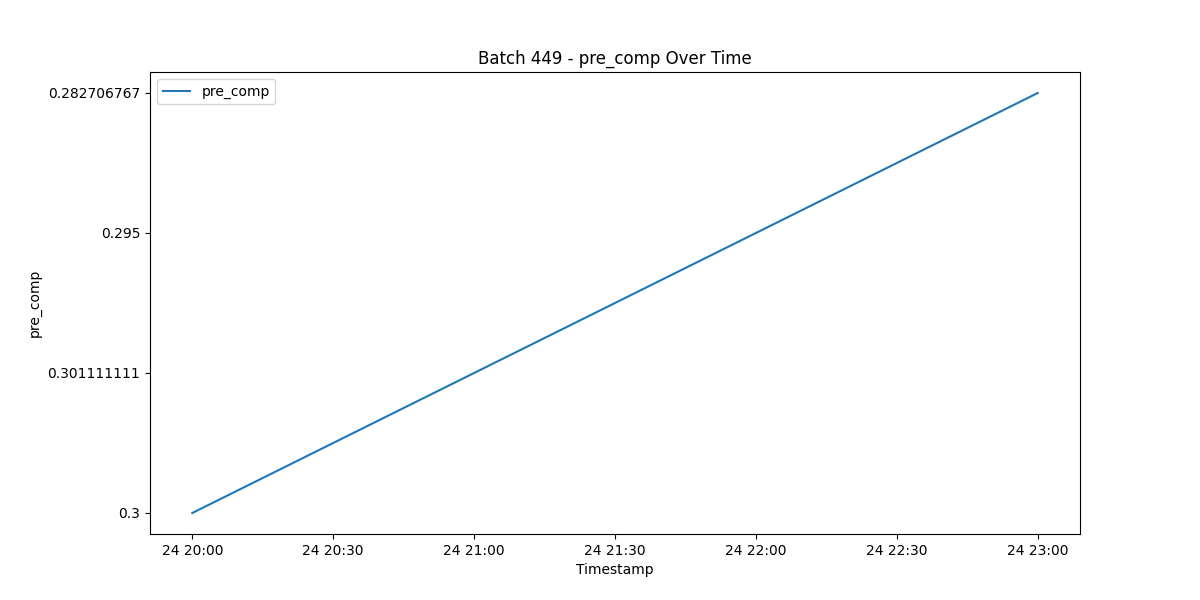 Batch 449 - pre_comp Over Time
pre_comp
0.282706767
0.295
0.301111111
0.3
pre_comp
24 20:00
24 20:30
24 21:00
24 21:30
24 22:00
24 22:30
24 23:00
Timestamp